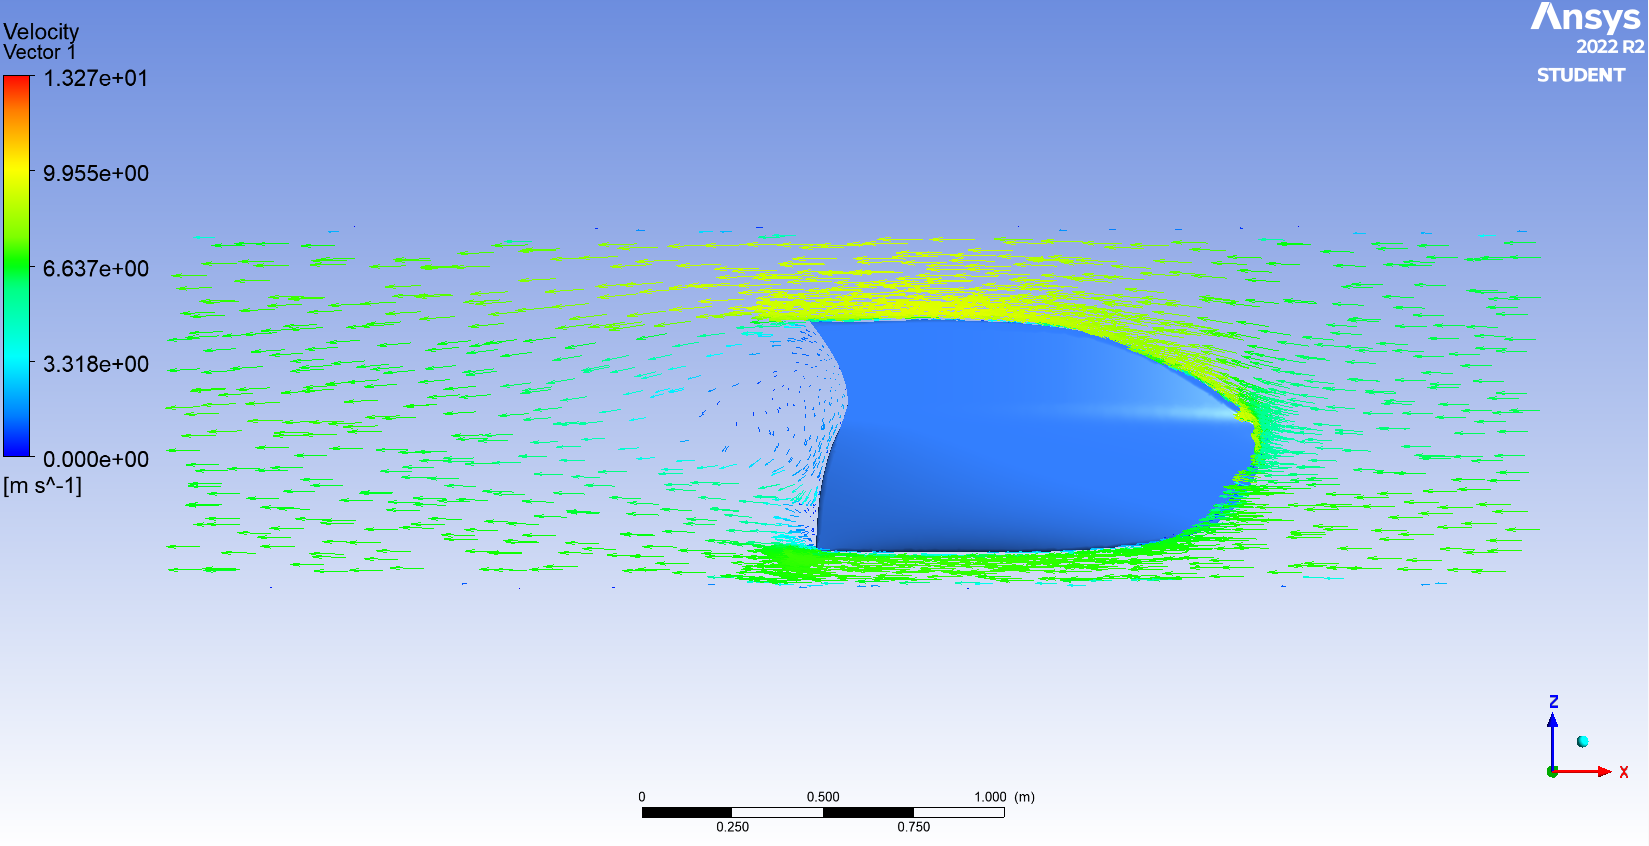 Velocity
Vector 1
1.327e+01
9.955e+00
6.637e+00
3.318e+00
0.000e+00
[m s^-1]
Ansys
2022 R2
STUDENT
Z
X
0 0.500 1.000 (m)
0.250 0.750